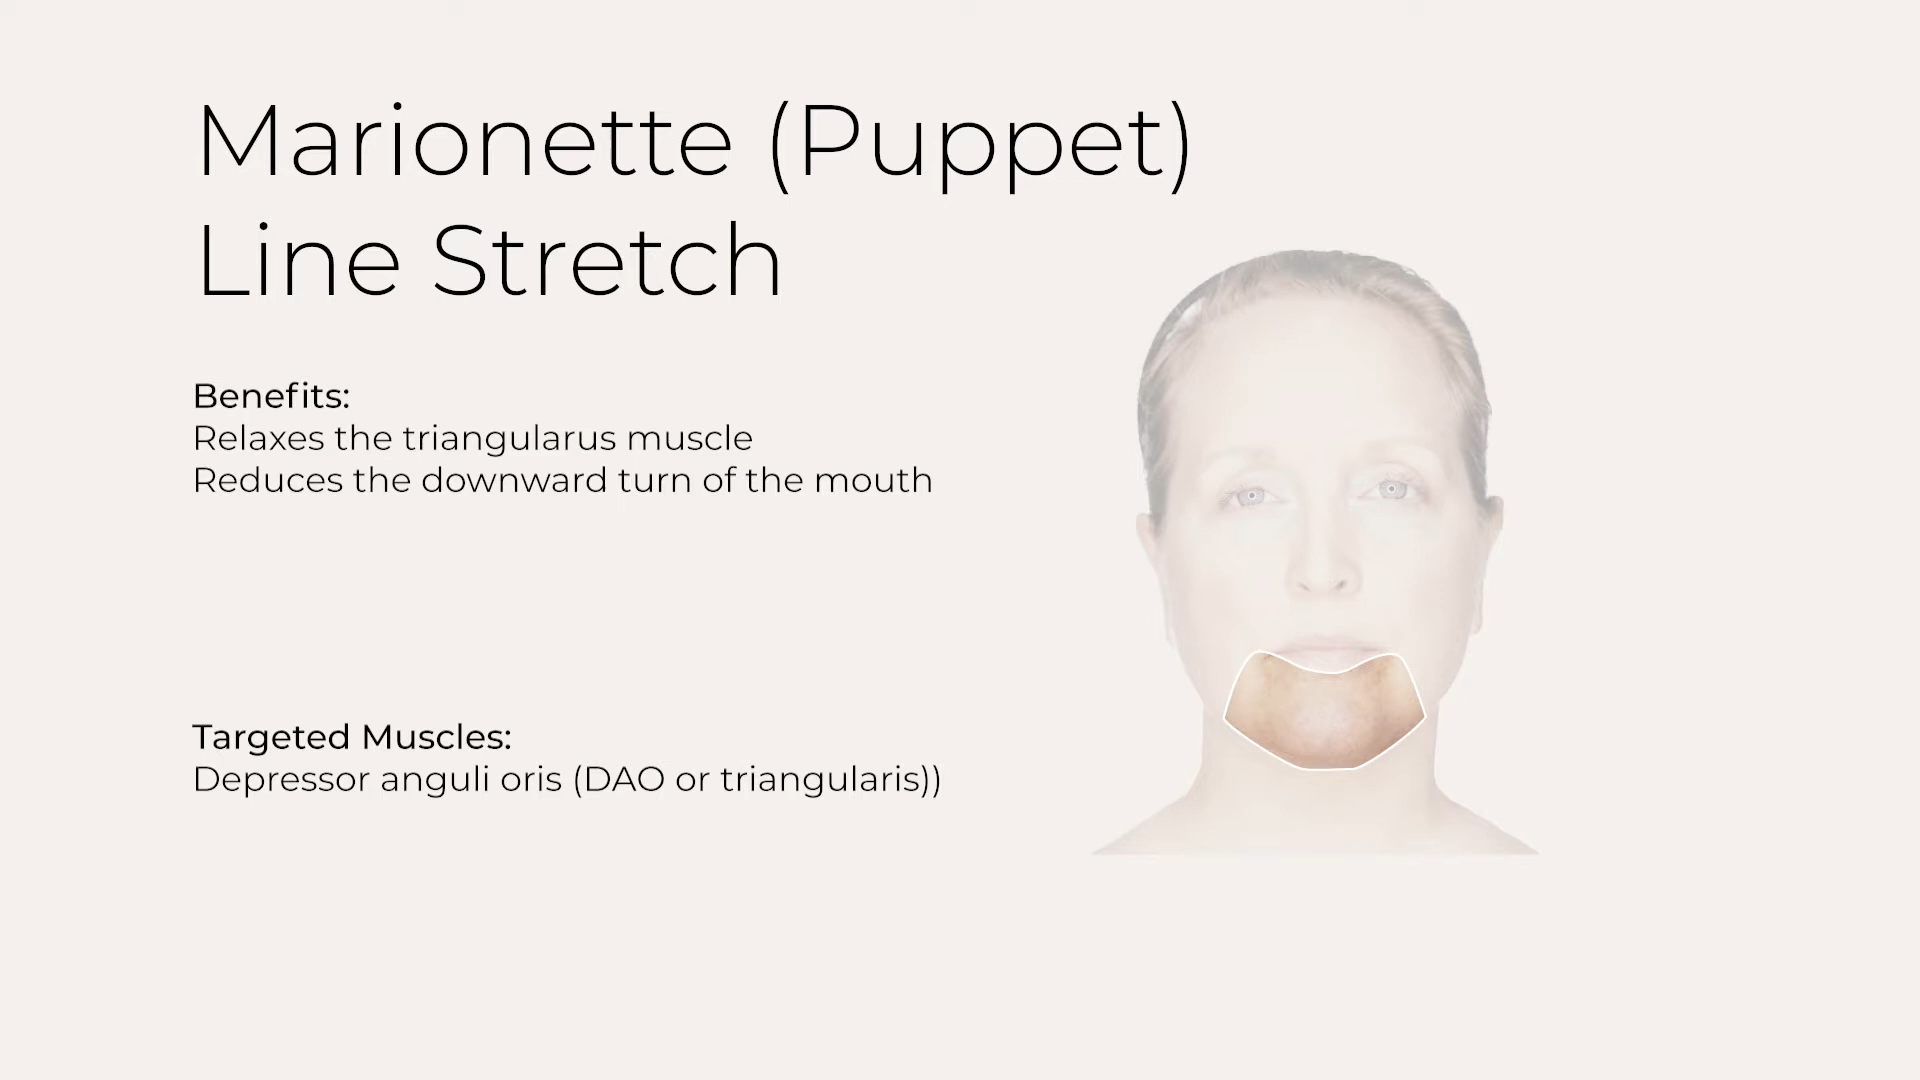 Marionette (Puppet)
Line Stretch
Benefits:
Relaxes the triangularus muscle
Reduces the downward turn of the mouth
Targeted Muscles:
Depressor anguli oris (DAO or triangularis))